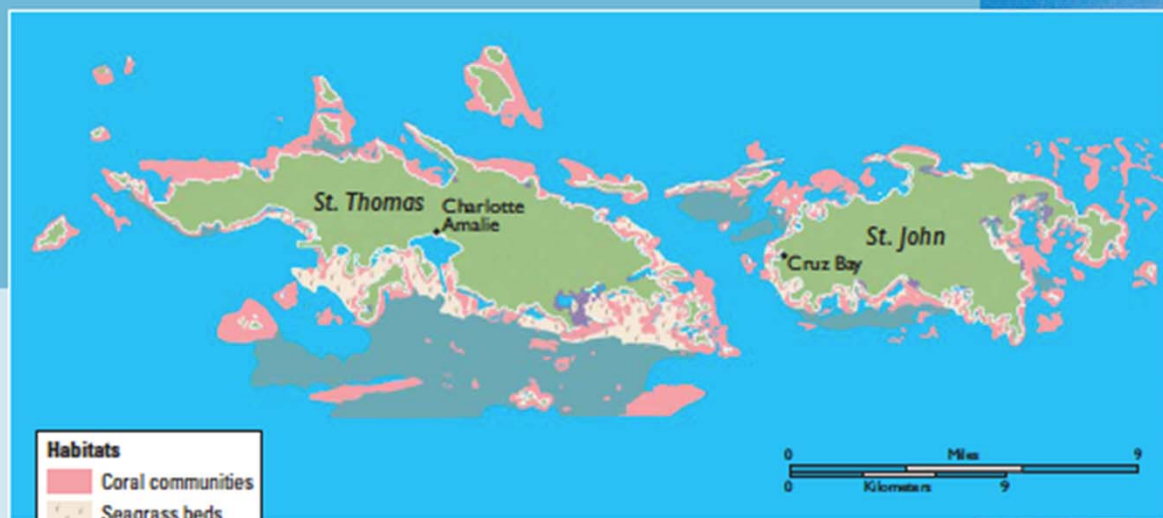 St. Thomas
Charlotte
Amalie
St. John
Cruz Bay
Habitats
Coral communities
Seagrass beds
0 Miles 9
0 Kilometers 9